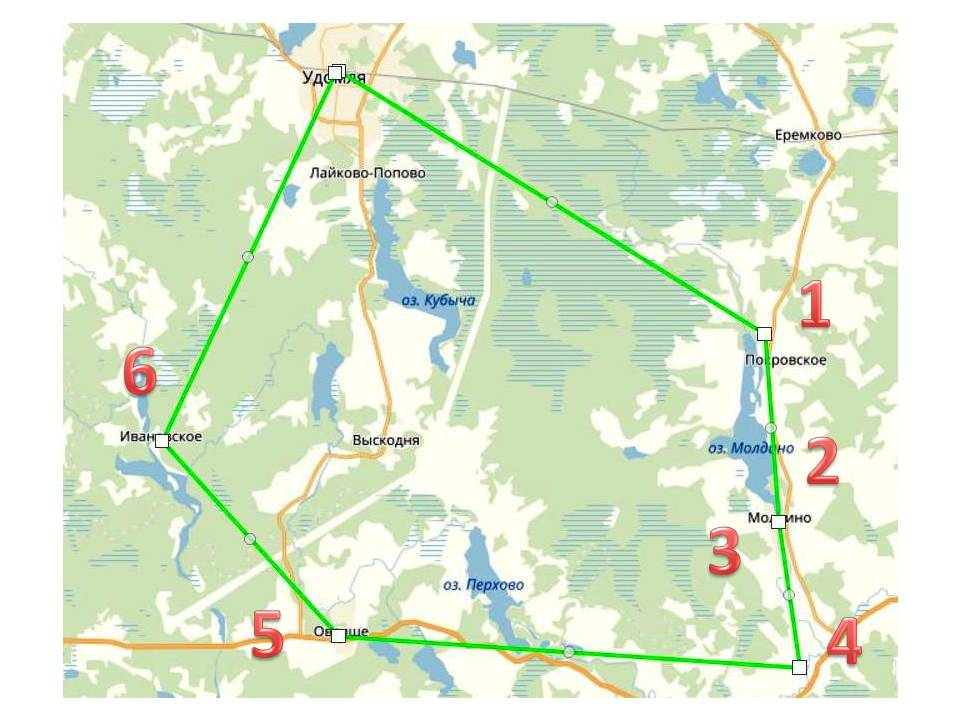 Удомля
Еремково
Лайково-Попово
оз. Кубыча
1
Покровское
6
Ивановское
Выскодня
оз. Молдино
2
Молдино
3
оз. Перхово
5
Овсище
4